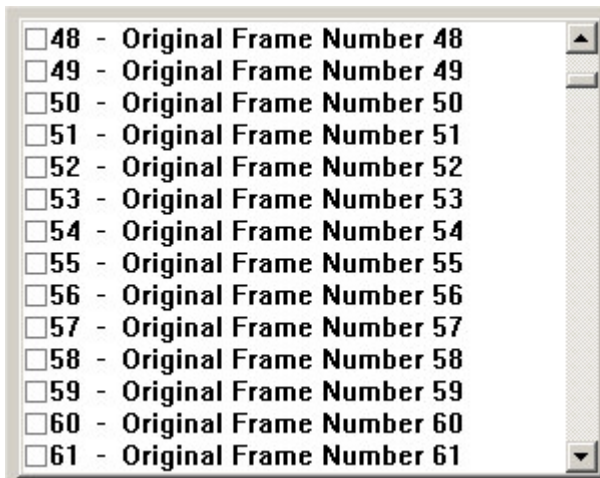 48 - Original Frame Number 48
49 - Original Frame Number 49
50 - Original Frame Number 50
51 - Original Frame Number 51
52 - Original Frame Number 52
53 - Original Frame Number 53
54 - Original Frame Number 54
55 - Original Frame Number 55
56 - Original Frame Number 56
57 - Original Frame Number 57
58 - Original Frame Number 58
59 - Original Frame Number 59
60 - Original Frame Number 60
61 - Original Frame Number 61